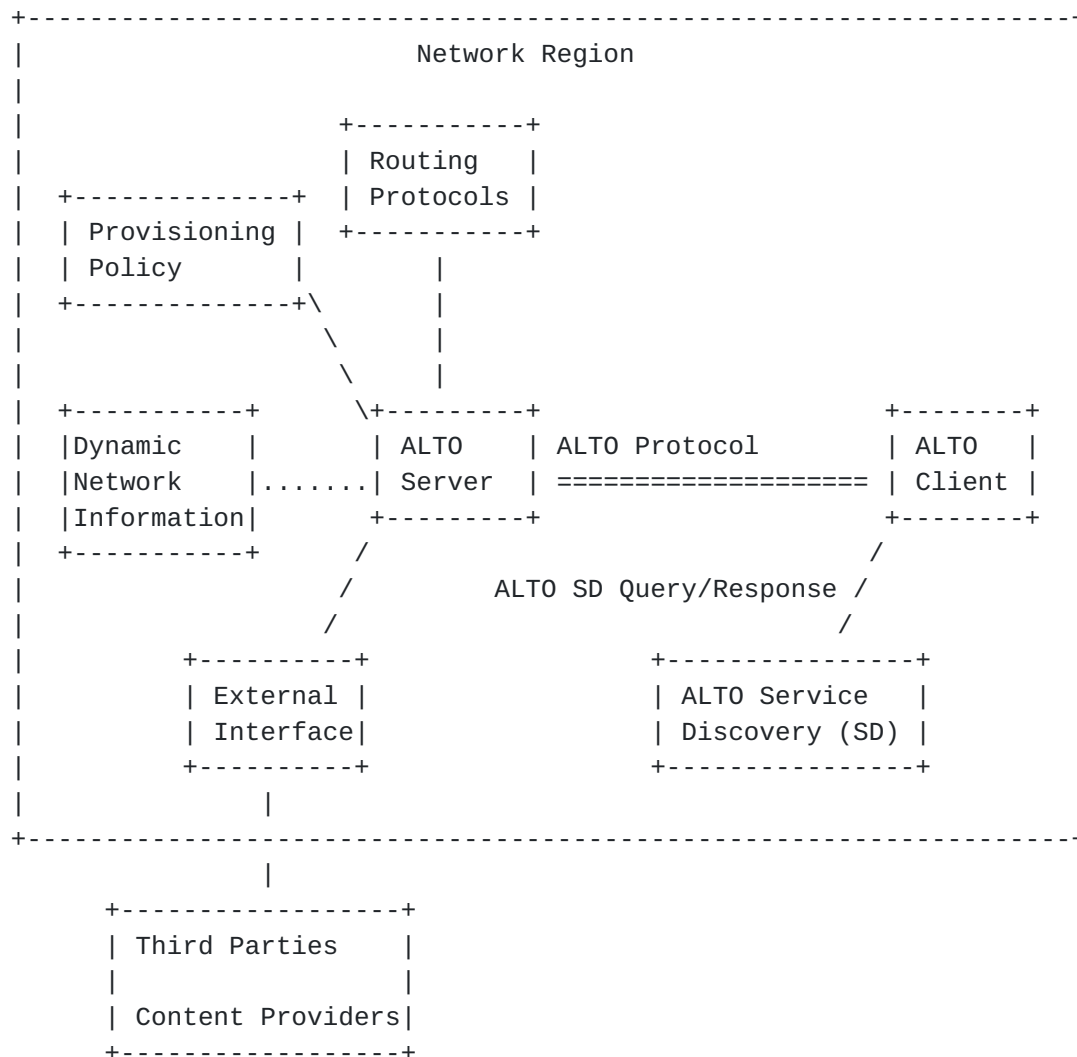 Network Region
Routing
Protocols
Provisioning
Policy
Dynamic
Network
Information
ALTO
Server
ALTO Protocol
ALTO
Client
ALTO SD Query/Response
External
Interface
ALTO Service
Discovery (SD)
Third Parties
Content Providers